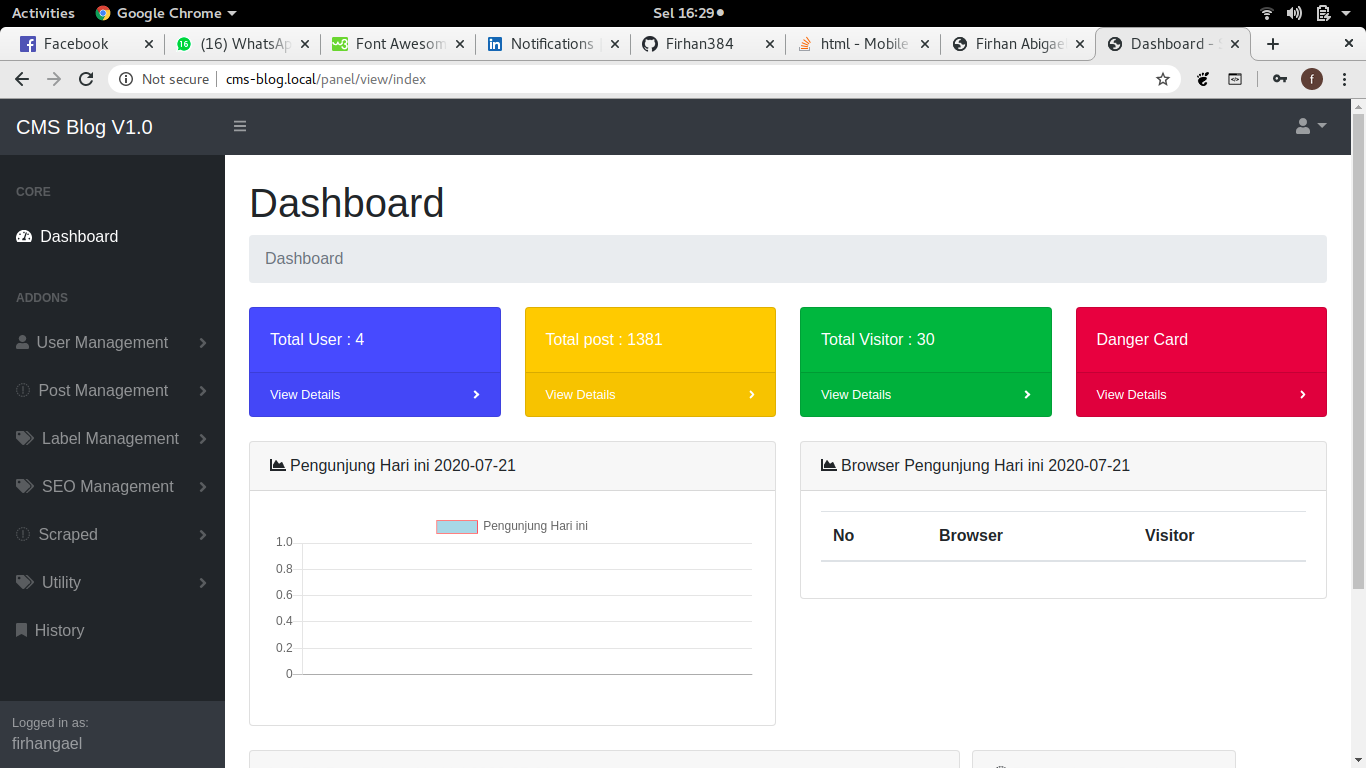 Activities Google Chrome Sel 16:29
Facebook (16) WhatsAp Font Awesom Notifications Firhan384 html - Mobile Firhan Abigael Dashboard -
Not secure cms-blog.local/panel/view/index f
CMS Blog V1.0
CORE
Dashboard
ADDONS
User Management
Post Management
Label Management
SEO Management
Scraped
Utility
History
Logged in as:
firhangael
Dashboard
Dashboard
Total User : 4
View Details
Total post : 1381
View Details
Total Visitor : 30
View Details
Danger Card
View Details
Pengunjung Hari ini 2020-07-21
Pengunjung Hari ini
1.0
0.8
0.6
0.4
0.2
0
Browser Pengunjung Hari ini 2020-07-21
No Browser Visitor